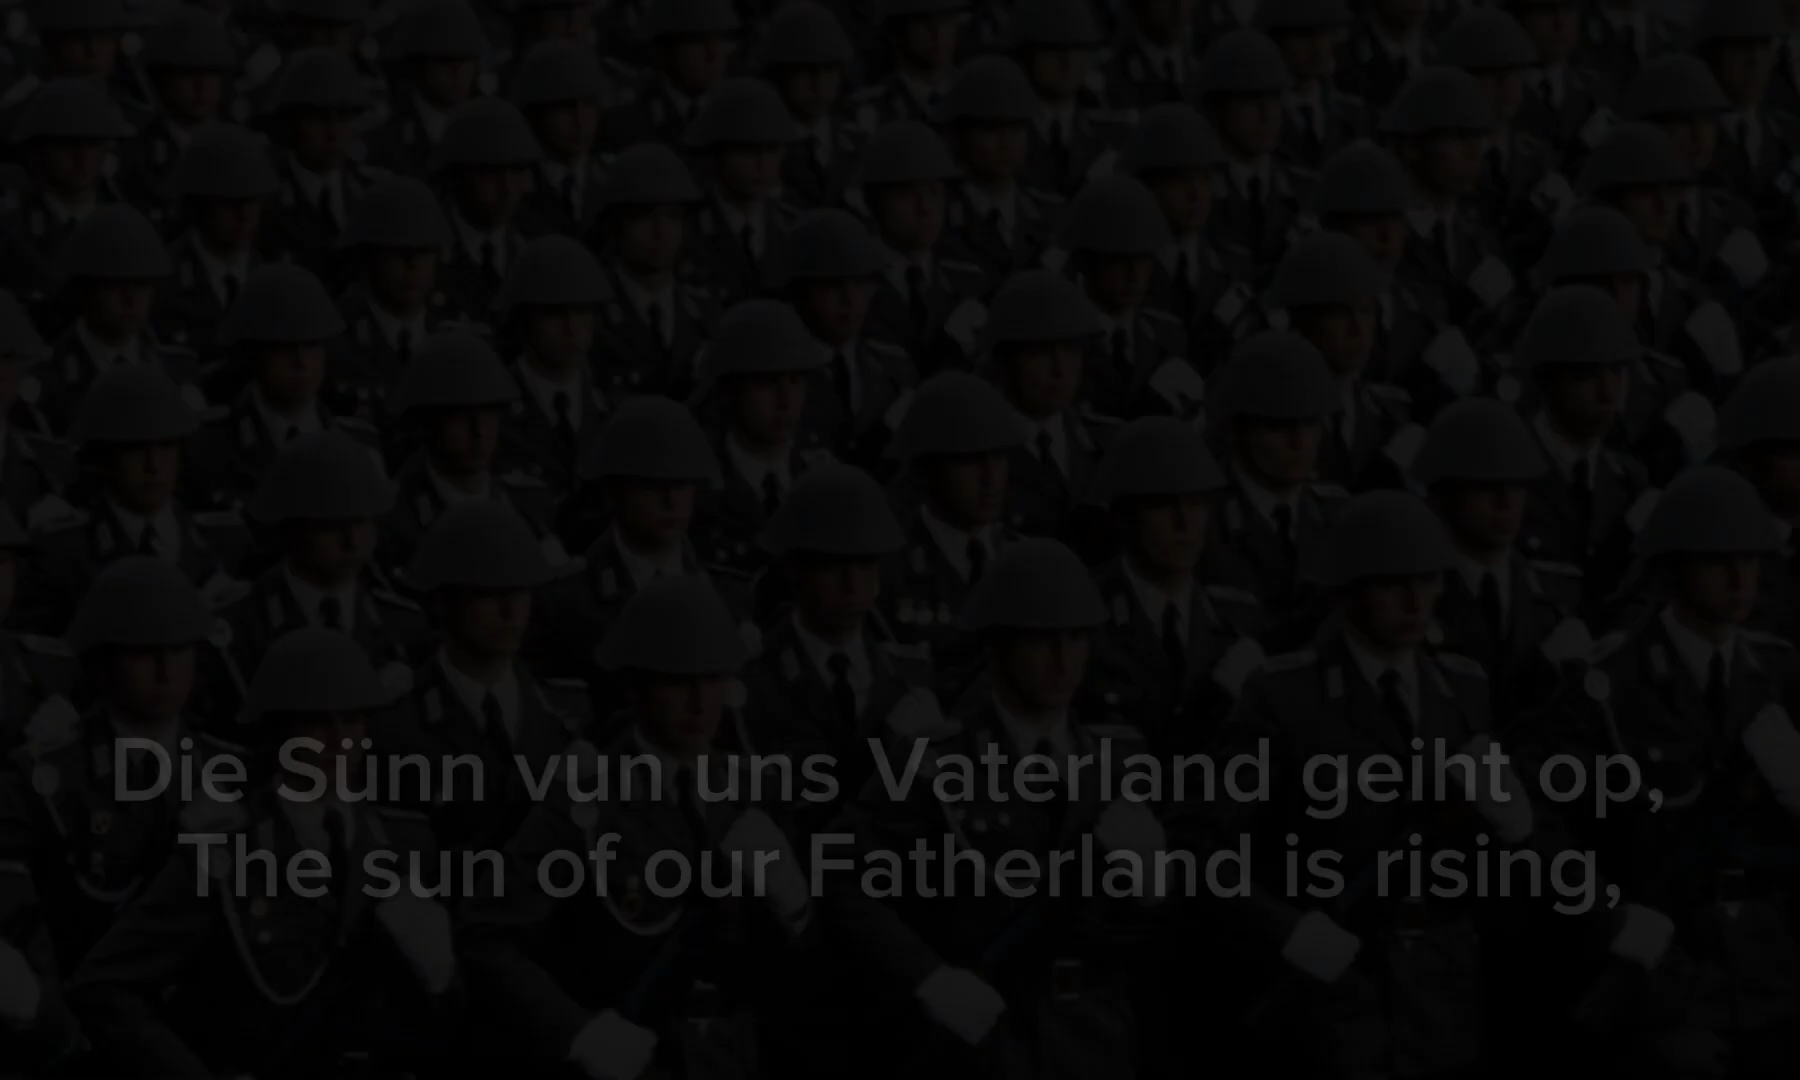 Die Sünn vun uns Vaterland geiht op,
The sun of our Fatherland is rising,